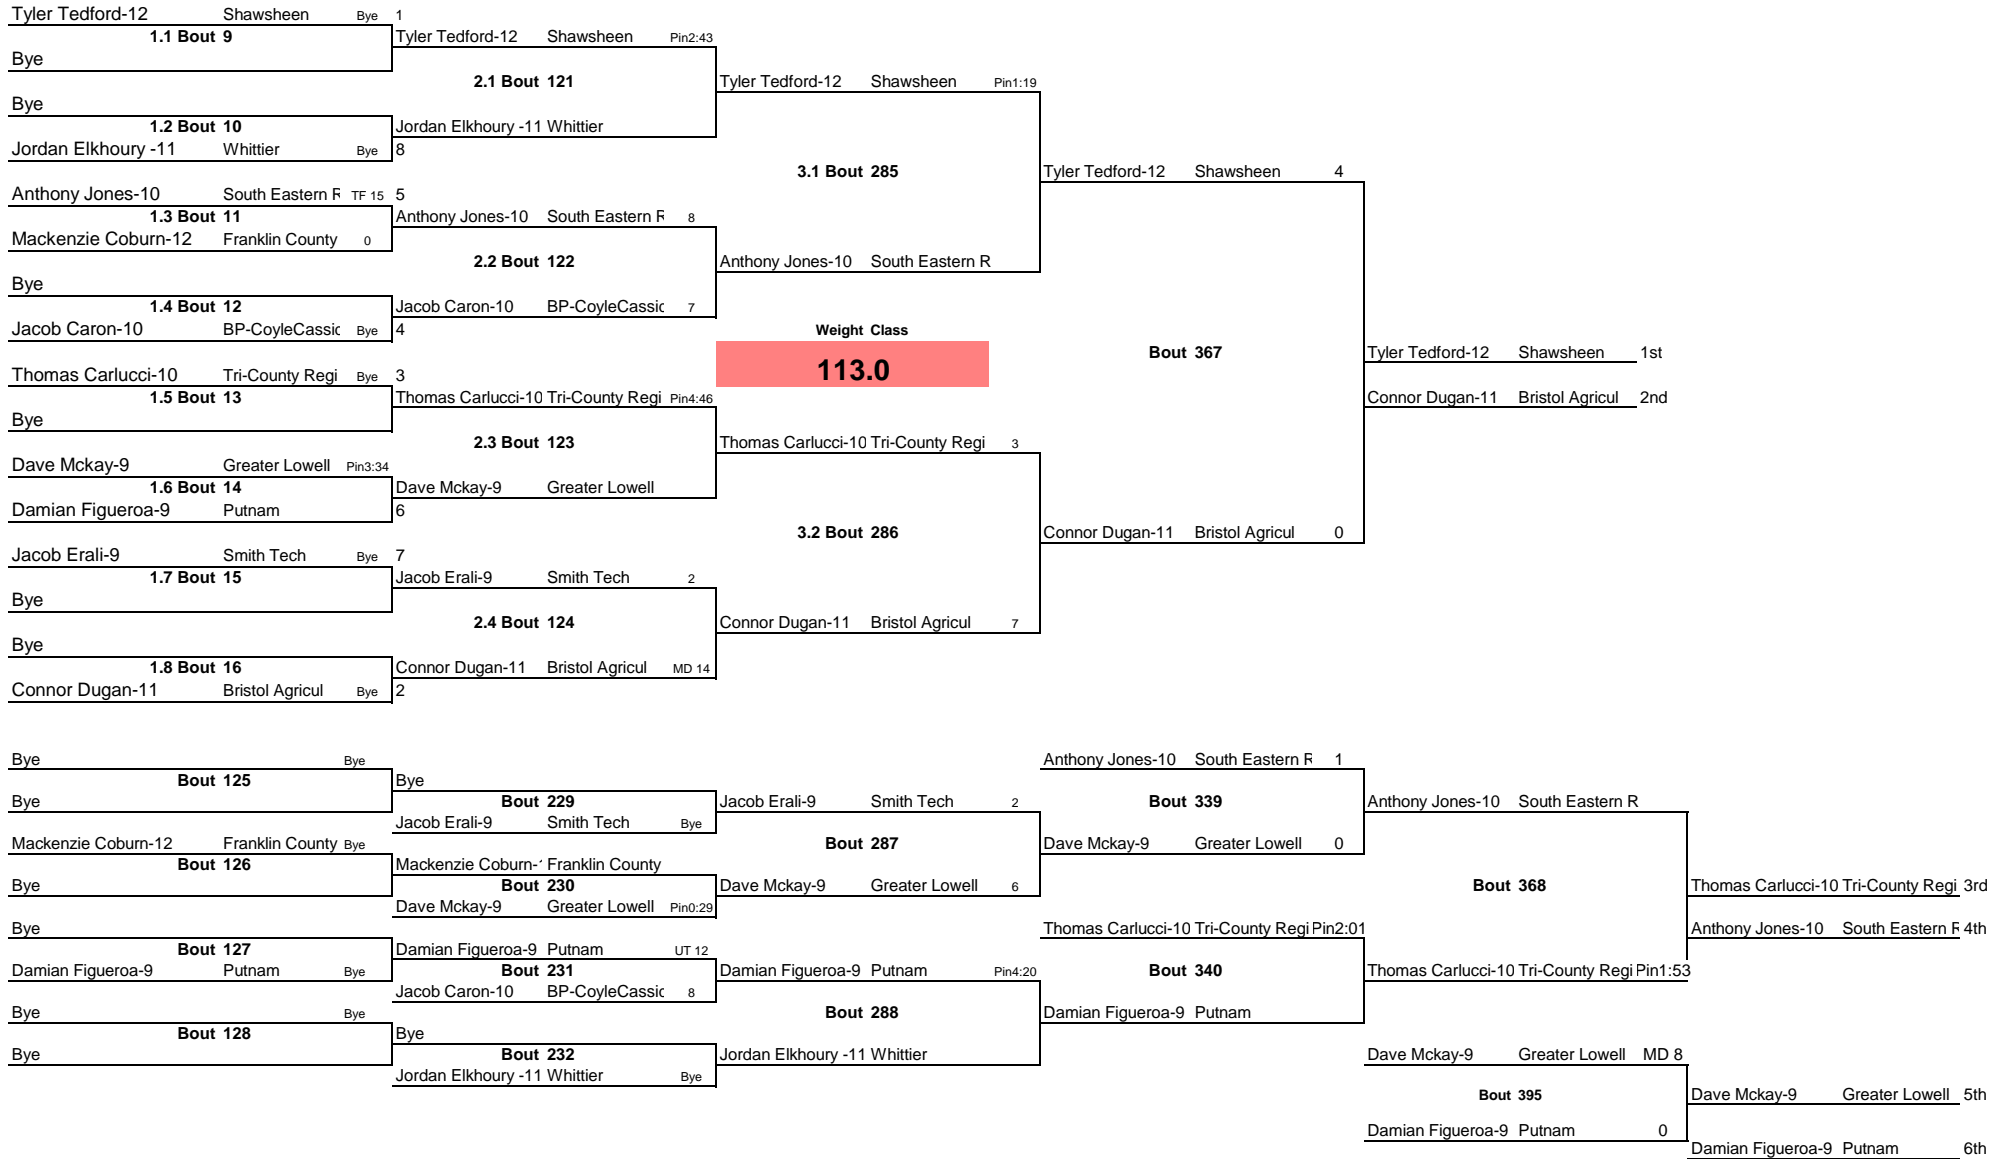 Tyler Tedford-12 Shawsheen Bye 1
1.1 Bout 9 Tyler Tedford-12 Shawsheen Pin2:43
Bye
2.1 Bout 121 Tyler Tedford-12 Shawsheen Pin1:19
Bye
1.2 Bout 10 Jordan Elkhoury -11 Whittier
Jordan Elkhoury -11 Whittier Bye 8
3.1 Bout 285 Tyler Tedford-12 Shawsheen 4
Anthony Jones-10 South Eastern R TF 15 5
1.3 Bout 11 Anthony Jones-10 South Eastern R 8
Mackenzie Coburn-12 Franklin County 0
2.2 Bout 122 Anthony Jones-10 South Eastern R
Bye
1.4 Bout 12 Jacob Caron-10 BP-CoyleCassic 7
Jacob Caron-10 BP-CoyleCassic Bye 4 Weight Class
Bout 367 Tyler Tedford-12 Shawsheen 1st
Thomas Carlucci-10 Tri-County Regi Bye 3 113.0
1.5 Bout 13 Thomas Carlucci-10 Tri-County Regi Pin4:46 Connor Dugan-11 Bristol Agricul 2nd
Bye
2.3 Bout 123 Thomas Carlucci-10 Tri-County Regi 3
Dave Mckay-9 Greater Lowell Pin3:34
1.6 Bout 14 Dave Mckay-9 Greater Lowell
Damian Figueroa-9 Putnam 6
3.2 Bout 286 Connor Dugan-11 Bristol Agricul 0
Jacob Erali-9 Smith Tech Bye 7
1.7 Bout 15 Jacob Erali-9 Smith Tech 2
Bye
2.4 Bout 124 Connor Dugan-11 Bristol Agricul 7
Bye
1.8 Bout 16 Connor Dugan-11 Bristol Agricul MD 14
Connor Dugan-11 Bristol Agricul Bye 2
Bye Bye Anthony Jones-10 South Eastern R 1
Bout 125 Bye
Bye Bout 229 Jacob Erali-9 Smith Tech 2 Bout 339 Anthony Jones-10 South Eastern R
Jacob Erali-9 Smith Tech Bye
Mackenzie Coburn-12 Franklin County Bye Bout 287 Dave Mckay-9 Greater Lowell 0
Bout 126 Mackenzie Coburn-1 Franklin County
Bye Bout 230 Dave Mckay-9 Greater Lowell 6 Bout 368 Thomas Carlucci-10 Tri-County Regi 3rd
Dave Mckay-9 Greater Lowell Pin0:29
Bye Thomas Carlucci-10 Tri-County Regi Pin2:01 Anthony Jones-10 South Eastern R 4th
Bout 127 Damian Figueroa-9 Putnam UT 12
Damian Figueroa-9 Putnam Bye Bout 231 Damian Figueroa-9 Putnam Pin4:20 Bout 340 Thomas Carlucci-10 Tri-County Regi Pin1:53
Jacob Caron-10 BP-CoyleCassic 8
Bye Bye Bout 288 Damian Figueroa-9 Putnam
Bout 128 Bye
Bye Bout 232 Jordan Elkhoury -11 Whittier Dave Mckay-9 Greater Lowell MD 8
Jordan Elkhoury -11 Whittier Bye
Bout 395 Dave Mckay-9 Greater Lowell 5th
Damian Figueroa-9 Putnam 0
Damian Figueroa-9 Putnam 6th